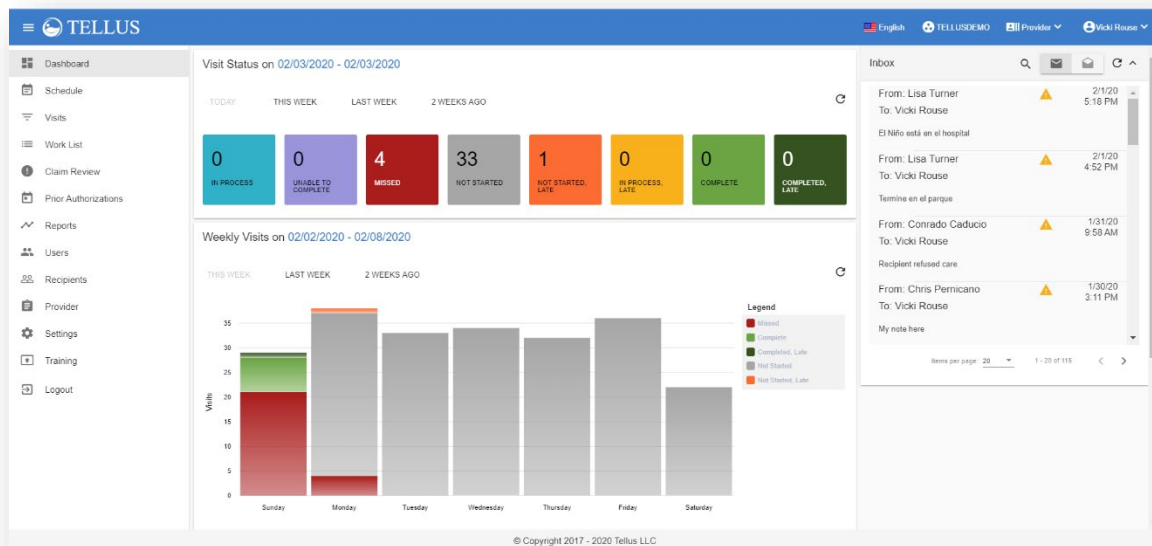 TELLUS
English
TELLUSDEMO
Provider
Vicki Rouse
Dashboard
Schedule
Visits
Work List
Claim Review
Prior Authorizations
Reports
Users
Recipients
Provider
Settings
Training
Logout
Visit Status on 02/03/2020 - 02/03/2020
TODAY THIS WEEK LAST WEEK 2 WEEKS AGO
0
IN PROCESS
0
UNABLE TO
COMPLETE
4
MISSED
33
NOT STARTED
1
NOT STARTED,
LATE
0
IN PROCESS,
LATE
0
COMPLETE
0
COMPLETED,
LATE
Weekly Visits on 02/02/2020 - 02/08/2020
THIS WEEK LAST WEEK 2 WEEKS AGO
Visits
35
30
25
20
15
10
5
0
Sunday Monday Tuesday Wednesday Thursday Friday Saturday
Legend
Missed
Complete
Completed, Late
Not Started
Not Started, Late
Inbox
From: Lisa Turner 2/1/20
To: Vicki Rouse 5:18 PM
El Niño está en el hospital
From: Lisa Turner 2/1/20
To: Vicki Rouse 4:52 PM
Termine en el parque
From: Conrado Caducio 1/31/20
To: Vicki Rouse 9:58 AM
Recipient refused care
From: Chris Pernicano 1/30/20
To: Vicki Rouse 3:11 PM
My note here
Items per page: 20 1 - 20 of 115
© Copyright 2017 - 2020 Tellus LLC